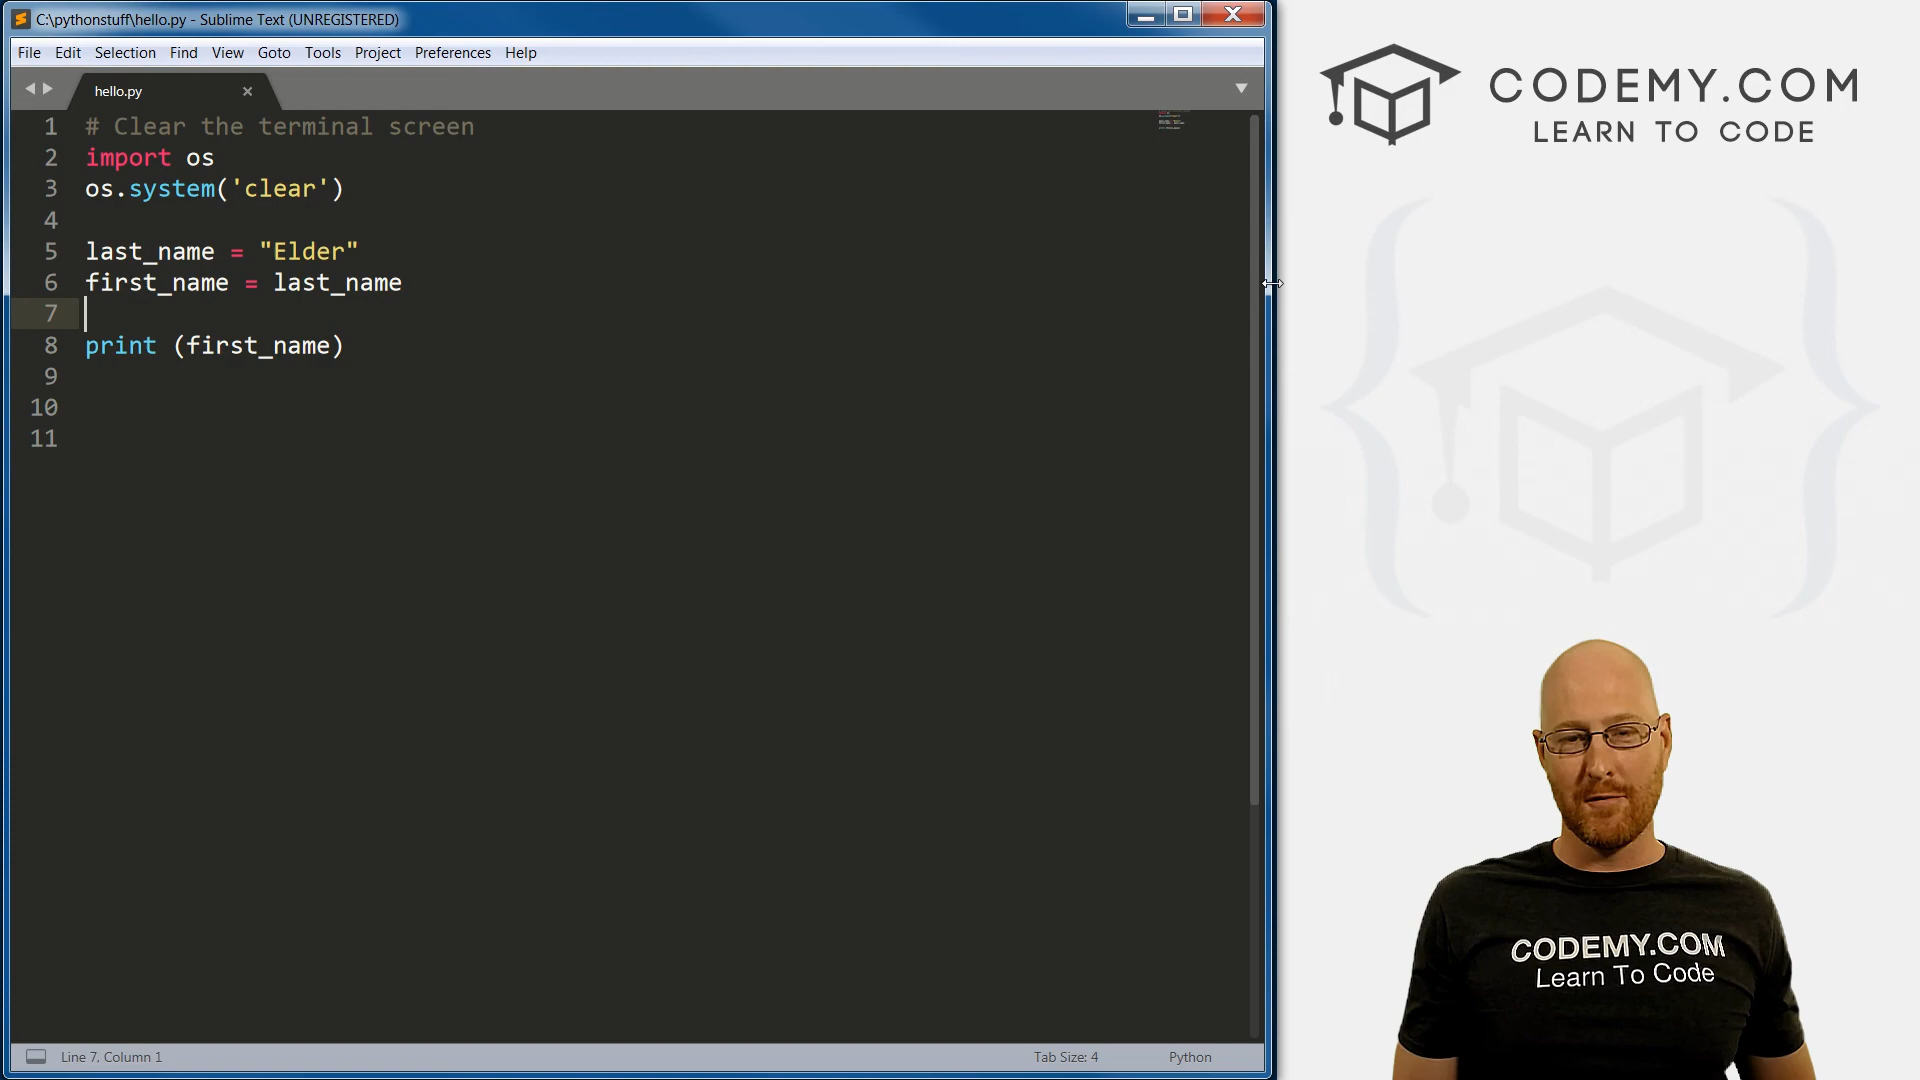 C:\pythonstuff\hello.py - Sublime Text (UNREGISTERED)
File Edit Selection Find View Goto Tools Project Preferences Help
hello.py
1 # Clear the terminal screen
2 import os
3 os.system('clear')
4
5 last_name = "Elder"
6 first_name = last_name
7
8 print (first_name)
9
10
11
Line 7, Column 1
Tab Size: 4
Python
CODEMY.COM
LEARN TO CODE
CODEMY.COM
Learn To Code